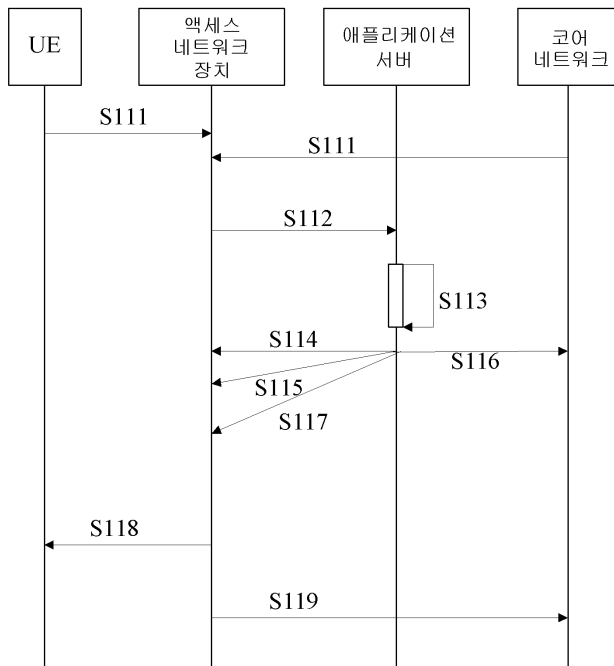 UE
액세스
네트워크
장치
애플리케이션
서버
코어
네트워크
S111
S111
S112
S113
S114
S116
S115
S117
S118
S119